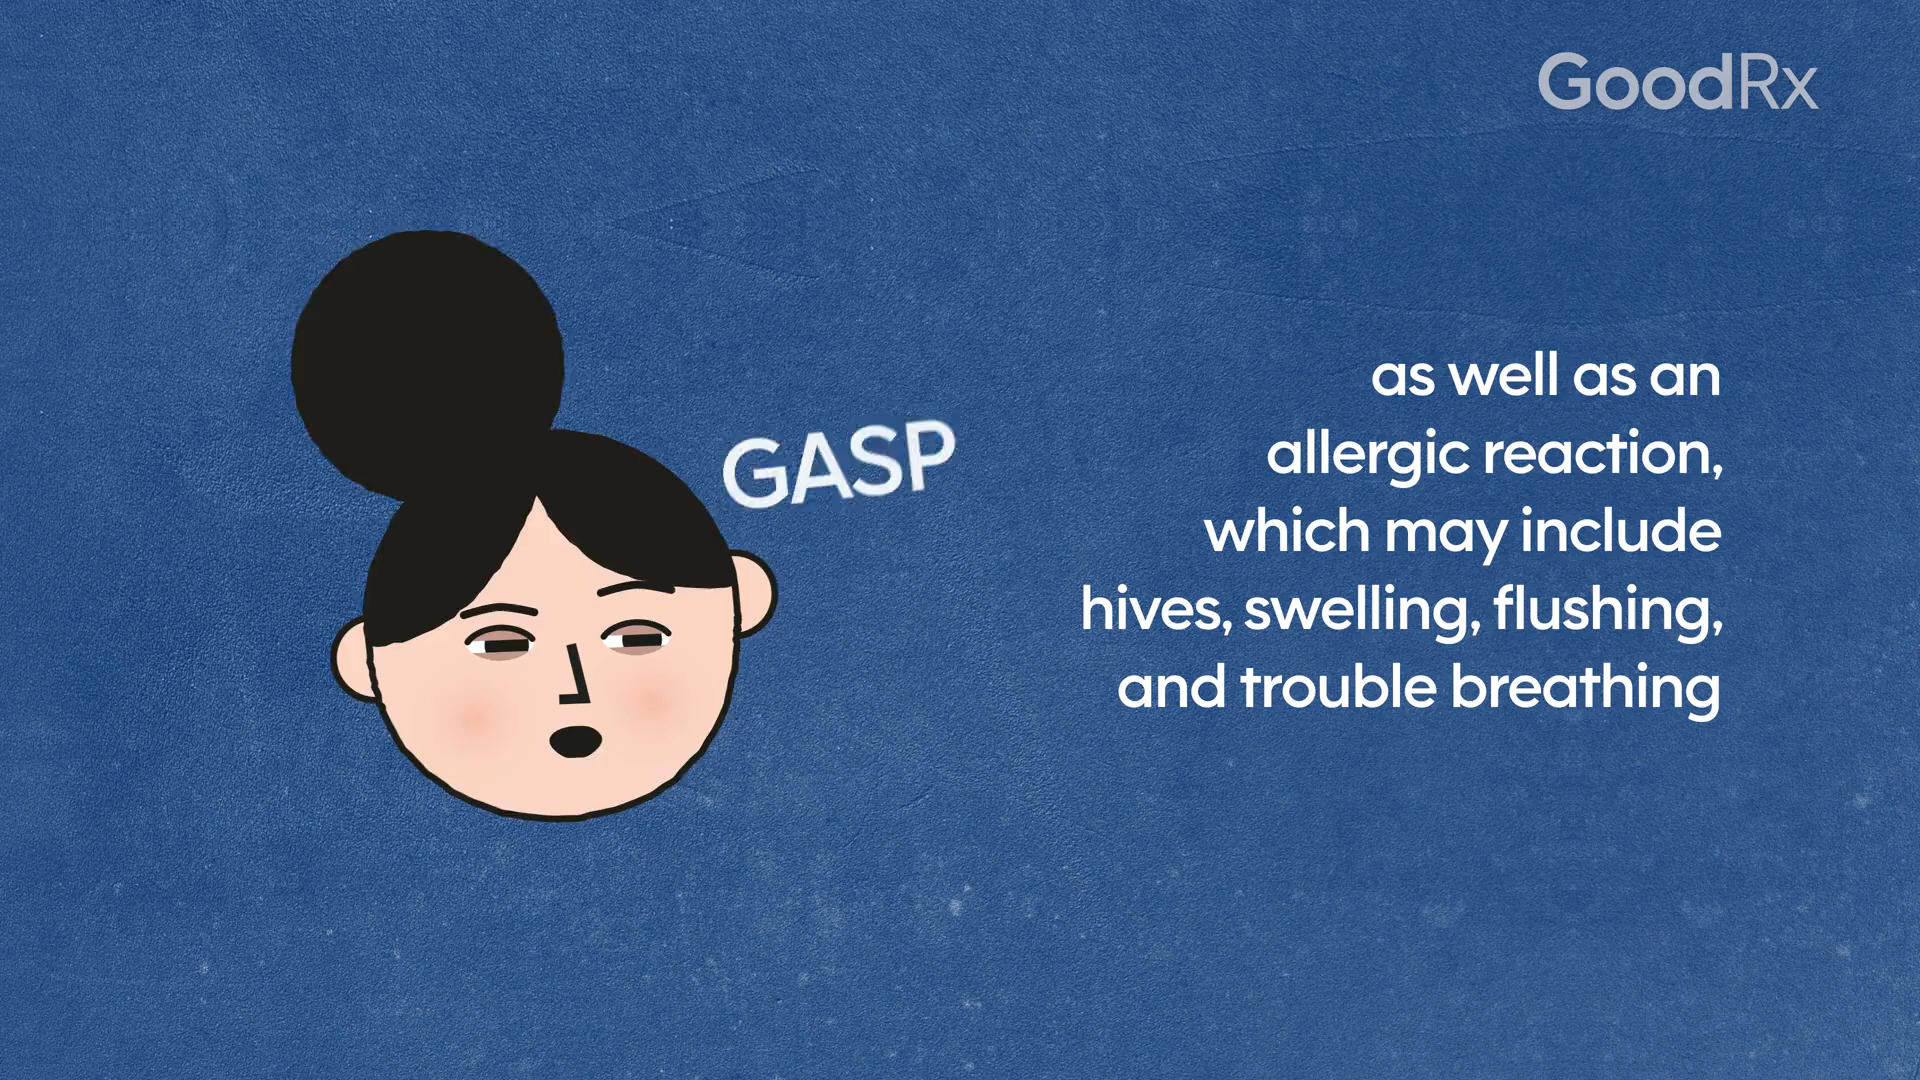 GoodRx
GASP
as well as an
allergic reaction,
which may include
hives, swelling, flushing,
and trouble breathing